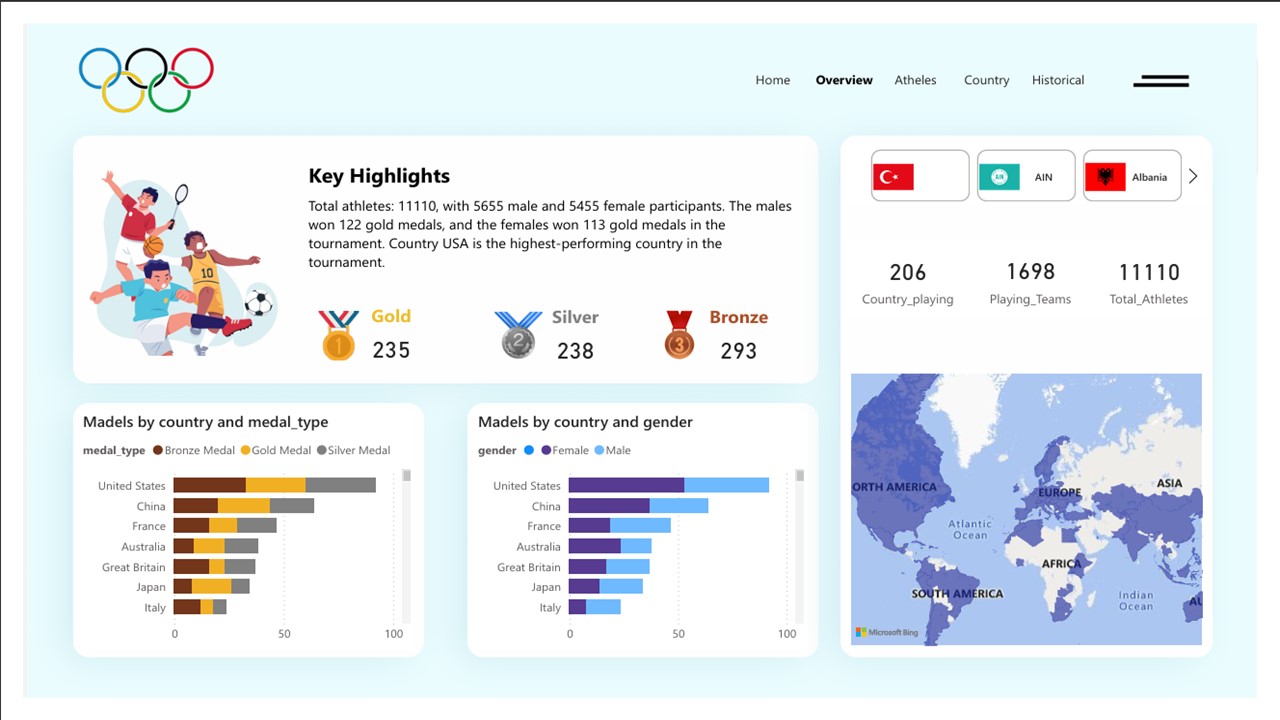 Home Overview Atheles Country Historical
Key Highlights
Total athletes: 11110, with 5655 male and 5455 female participants. The males
won 122 gold medals, and the females won 113 gold medals in the
tournament. Country USA is the highest-performing country in the
tournament.
Gold
235
Silver
238
Bronze
293
10
1
2
3
AIN
AIN
Albania
206
Country_playing
1698
Playing_Teams
11110
Total_Athletes
Madels by country and medal_type
medal_type Bronze Medal Gold Medal Silver Medal
United States
China
France
Australia
Great Britain
Japan
Italy
0 50 100
Madels by country and gender
gender Female Male
United States
China
France
Australia
Great Britain
Japan
Italy
0 50 100
ORTH AMERICA
EUROPE
ASIA
Atlantic
Ocean
AFRICA
SOUTH AMERICA
Indian
Ocean
AU
Microsoft Bing